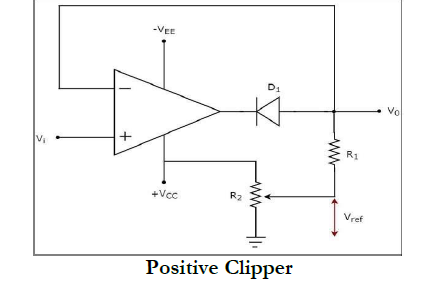 -VEE
D1
−
Vi
+
Vo
R1
+VCC
R2
Vref
Positive Clipper